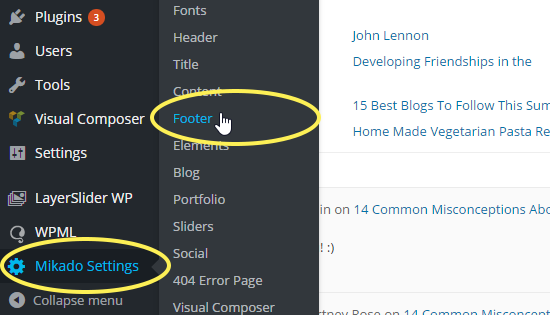 Plugins 3
Users
Tools
Visual Composer
Settings
LayerSlider WP
WPML
Mikado Settings
Collapse menu
Fonts
Header
Title
Content
Footer
Elements
Blog
Portfolio
Sliders
Social
404 Error Page
Visual Composer
John Lennon
Developing Friendships in the
15 Best Blogs To Follow This Sum
Home Made Vegetarian Pasta Re
in on 14 Common Misconceptions Abo
! :)
rtney Rose on 14 Common Misconceptions